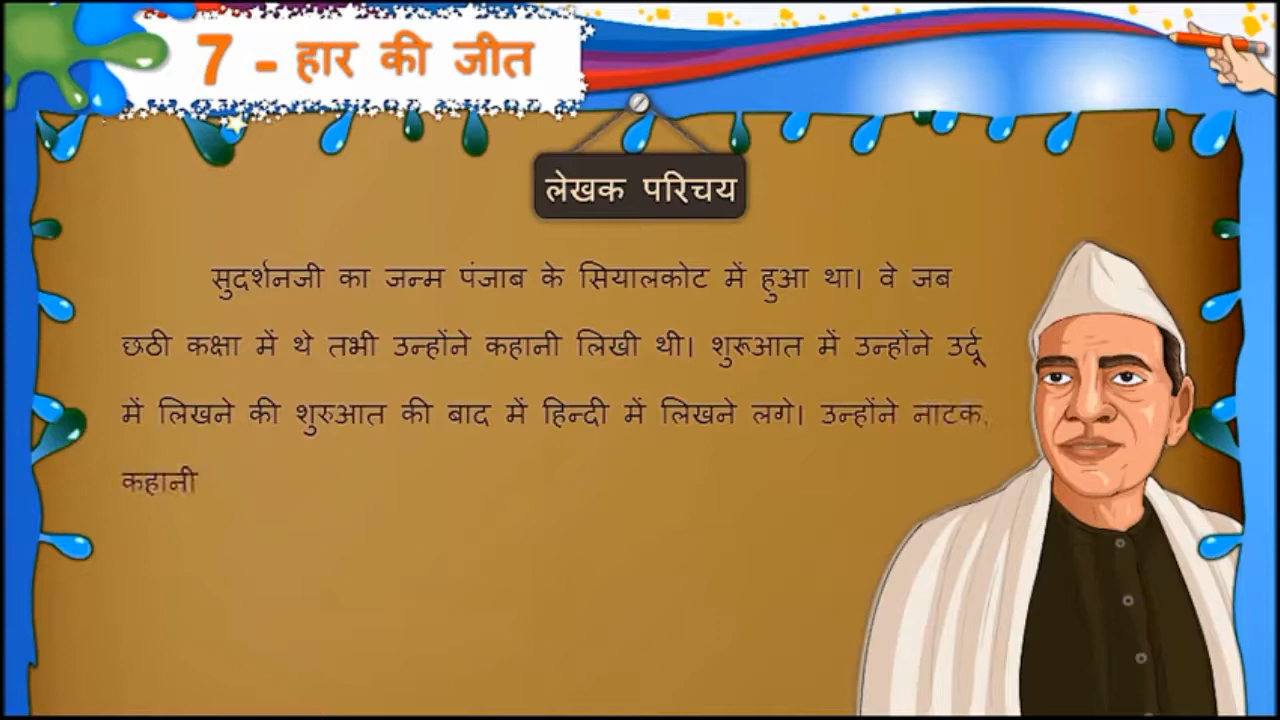 7 - हार की जीत
लेखक परिचय
सुदर्शनजी का जन्म पंजाब के सियालकोट में हुआ था। वे जब
छठी कक्षा में थे तभी उन्होंने कहानी लिखी थी। शुरूआत में उन्होंने उर्दू
में लिखने की शुरुआत की बाद में हिन्दी में लिखने लगे। उन्होंने नाटक,
कहानी